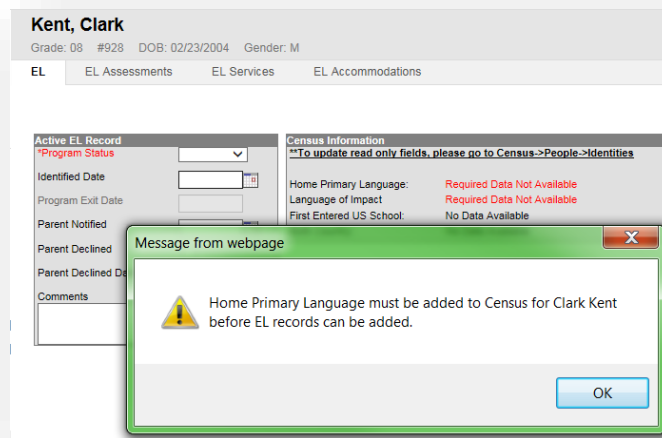 Kent, Clark
Grade: 08 #928 DOB: 02/23/2004 Gender: M
EL EL Assessments EL Services EL Accommodations
Active EL Record
*Program Status
Identified Date
Program Exit Date
Parent Notified
Parent Declined
Parent Declined Da
Comments
Census Information
**To update read only fields, please go to Census->People->Identities
Home Primary Language: Required Data Not Available
Language of Impact Required Data Not Available
First Entered US School: No Data Available
Message from webpage
Home Primary Language must be added to Census for Clark Kent
before EL records can be added.
OK